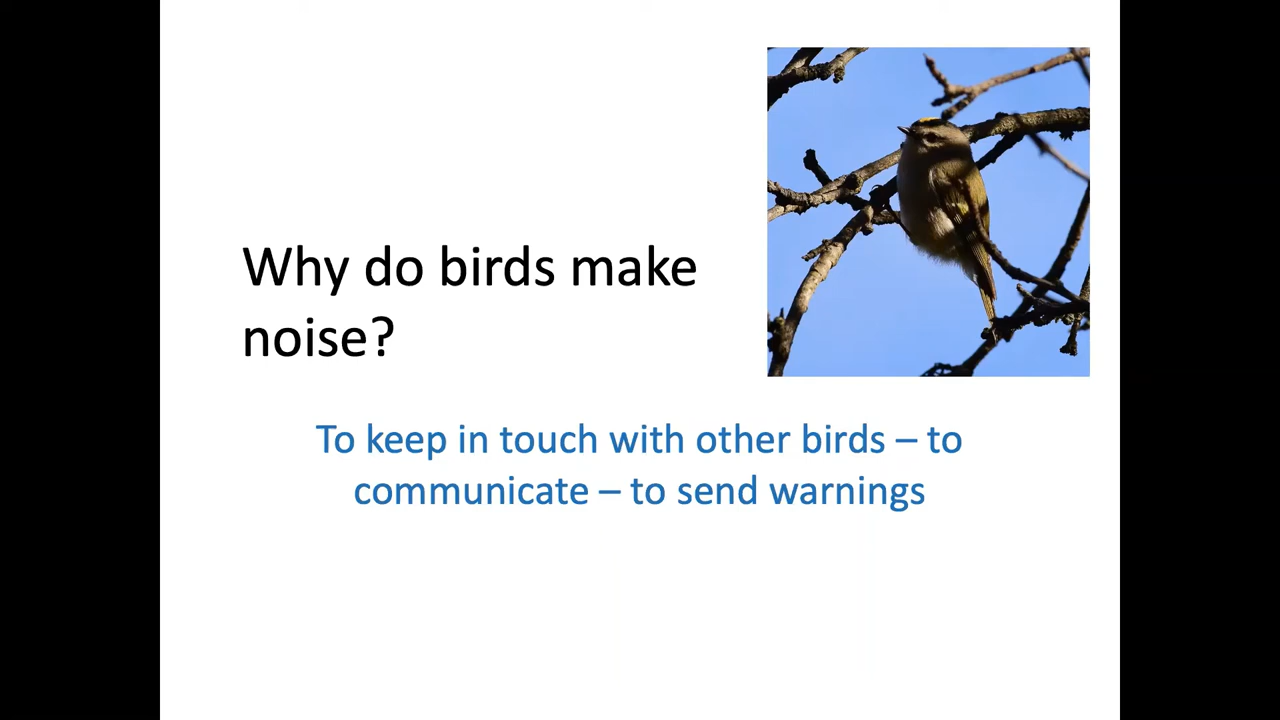 Why do birds make
noise?
To keep in touch with other birds – to
communicate – to send warnings